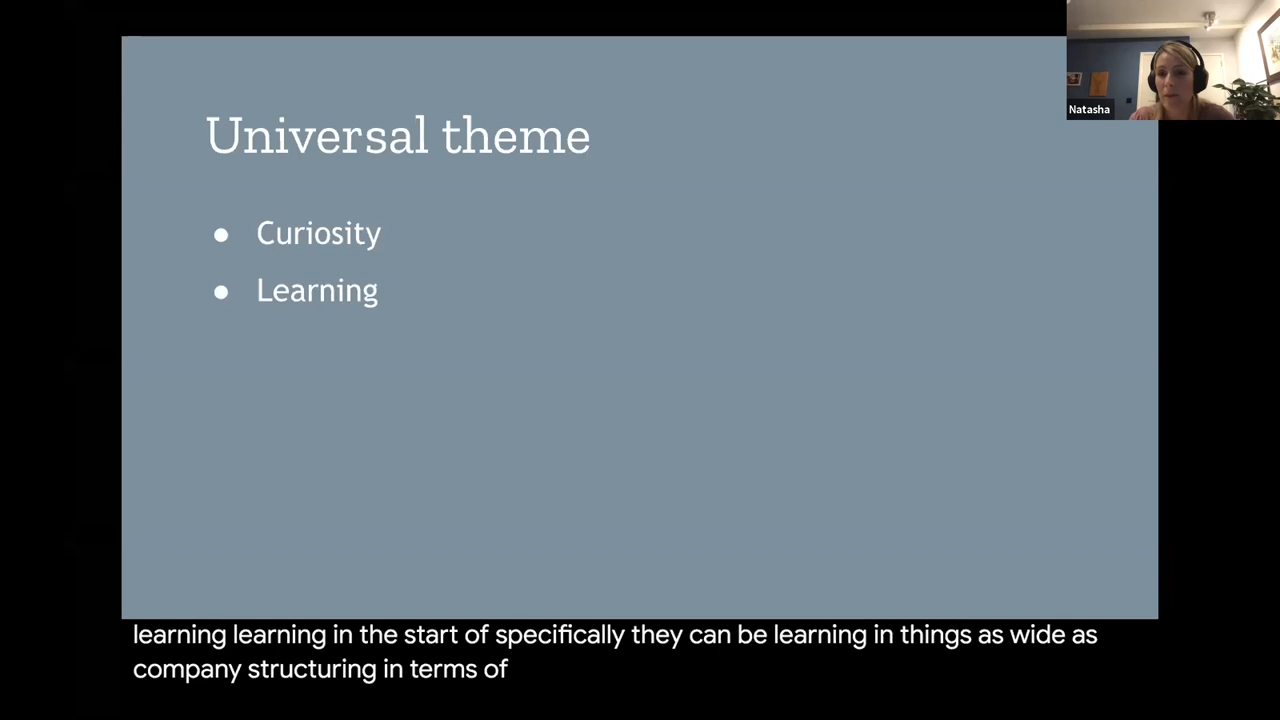 Natasha
Universal theme
● Curiosity
● Learning
learning learning in the start of specifically they can be learning in things as wide as
company structuring in terms of